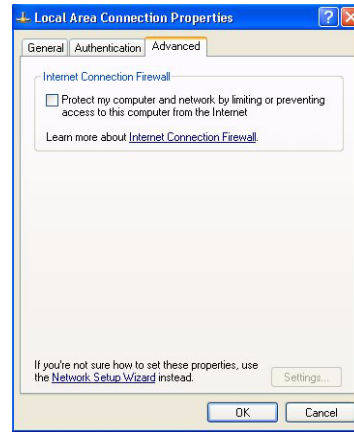 Local Area Connection Properties
General Authentication Advanced
Internet Connection Firewall
Protect my computer and network by limiting or preventing
access to this computer from the Internet
Learn more about Internet Connection Firewall.
If you're not sure how to set these properties, use
the Network Setup Wizard instead.
Settings...
OK Cancel